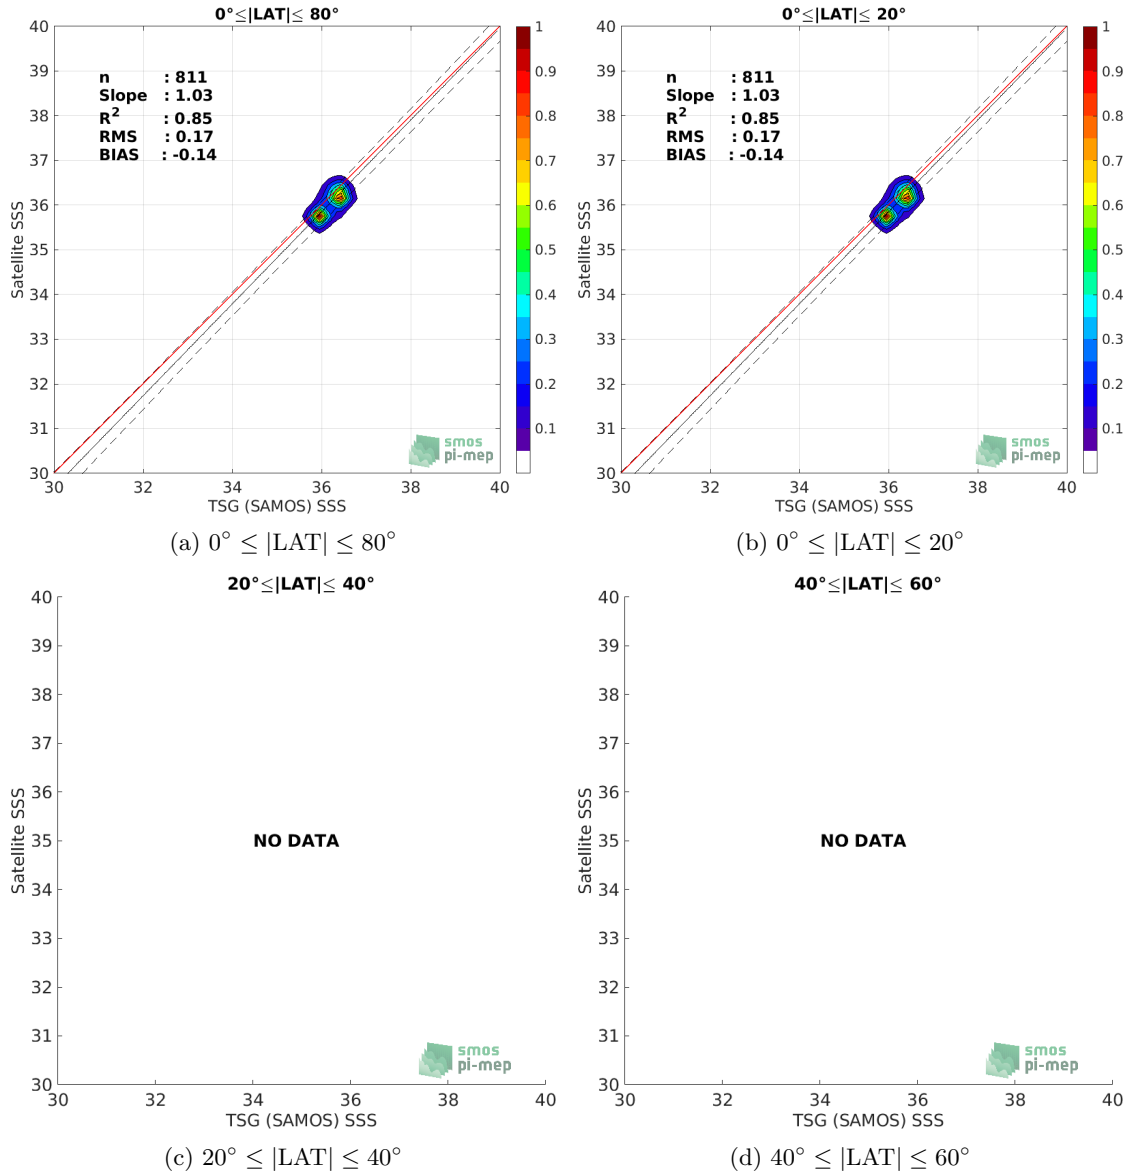 0°≤|LAT|≤ 80°
40
39
38
37
36
35
34
33
32
31
30
Satellite SSS
n : 811
Slope : 1.03
R² : 0.85
RMS : 0.17
BIAS : -0.14
1
0.9
0.8
0.7
0.6
0.5
0.4
0.3
0.2
0.1
smos
pi-mep
30 32 34 36 38 40
TSG (SAMOS) SSS
(a) 0° ≤ |LAT| ≤ 80°
0°≤|LAT|≤ 20°
40
39
38
37
36
35
34
33
32
31
30
Satellite SSS
n : 811
Slope : 1.03
R² : 0.85
RMS : 0.17
BIAS : -0.14
1
0.9
0.8
0.7
0.6
0.5
0.4
0.3
0.2
0.1
smos
pi-mep
30 32 34 36 38 40
TSG (SAMOS) SSS
(b) 0° ≤ |LAT| ≤ 20°
20°≤|LAT|≤ 40°
40
39
38
37
36
35
34
33
32
31
30
Satellite SSS
NO DATA
smos
pi-mep
30 32 34 36 38 40
TSG (SAMOS) SSS
(c) 20° ≤ |LAT| ≤ 40°
40°≤|LAT|≤ 60°
40
39
38
37
36
35
34
33
32
31
30
Satellite SSS
NO DATA
smos
pi-mep
30 32 34 36 38 40
TSG (SAMOS) SSS
(d) 40° ≤ |LAT| ≤ 60°